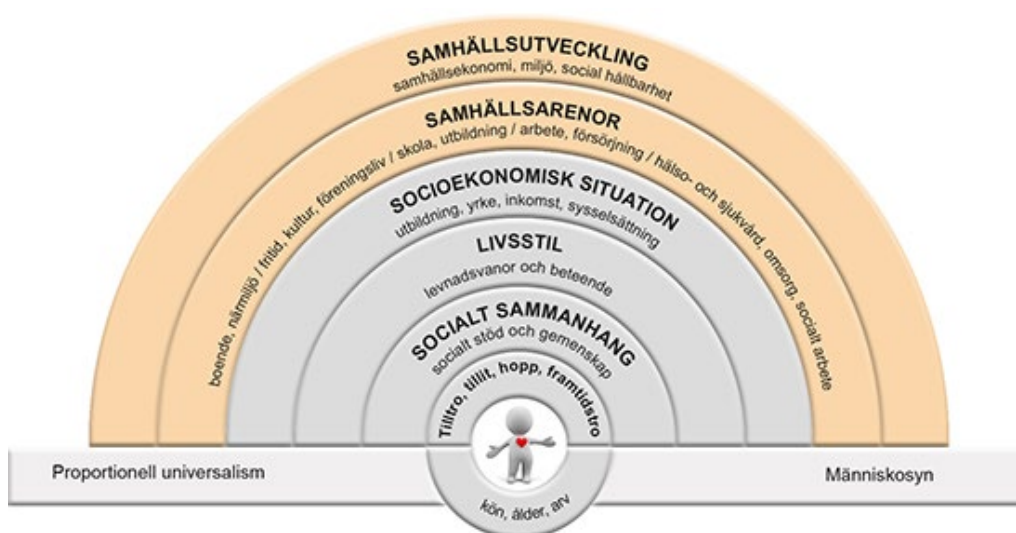 SAMHÄLLSUTVECKLING
samhällsekonomi, miljö, social hållbarhet
SAMHÄLLSARENOR
boende, närmiljö / fritid, kultur, föreningsliv / skola, utbildning / arbete, försörjning / hälso- och sjukvård, omsorg, socialt arbete
SOCIOEKONOMISK SITUATION
utbildning, yrke, inkomst, sysselsättning
LIVSSTIL
levnadsvanor och beteende
SOCIALT SAMMANHANG
socialt stöd och gemenskap
Tilltro, tillit, hopp, framtidstro
Proportionell universalism
Människosyn
kön, ålder, arv